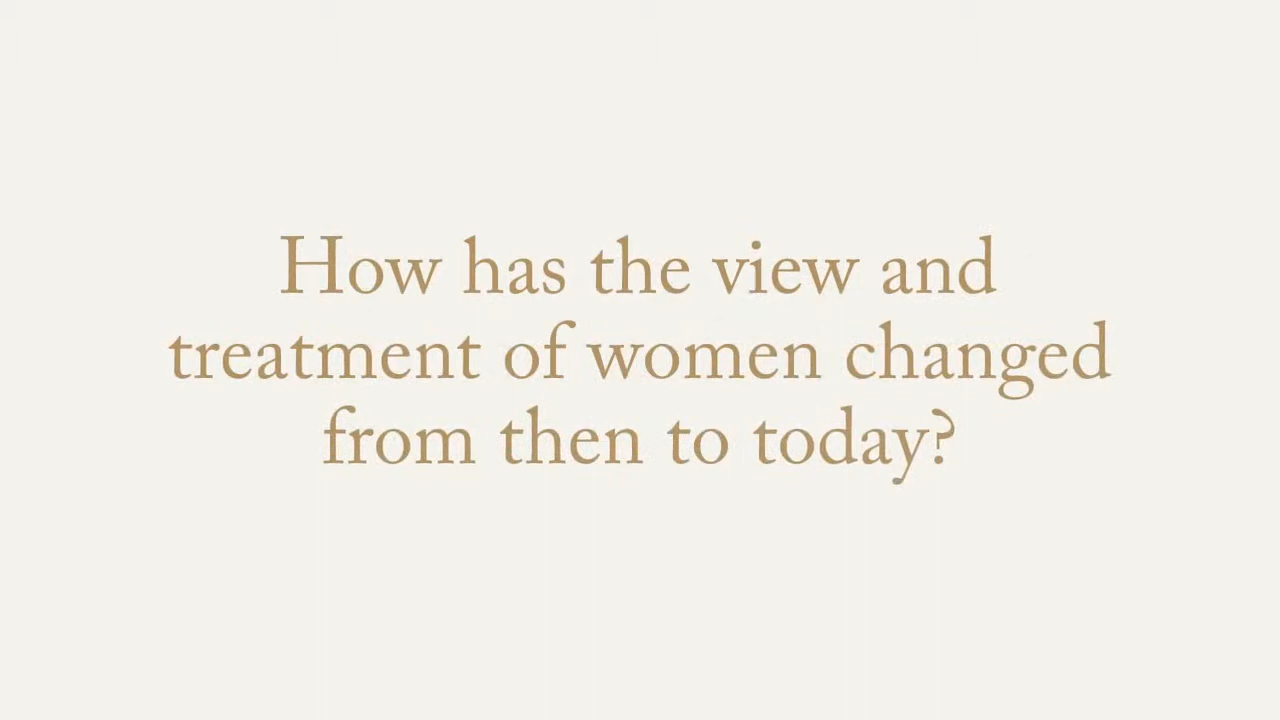 How has the view and
treatment of women changed
from then to today?